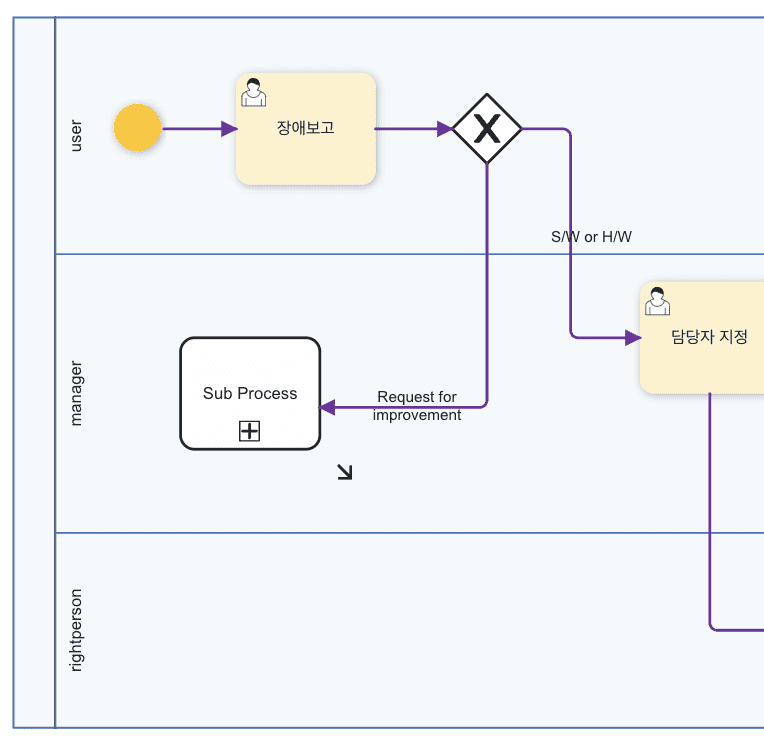 user
장애보고
S/W or H/W
manager
담당자 지정
Sub Process
Request for
improvement
rightperson